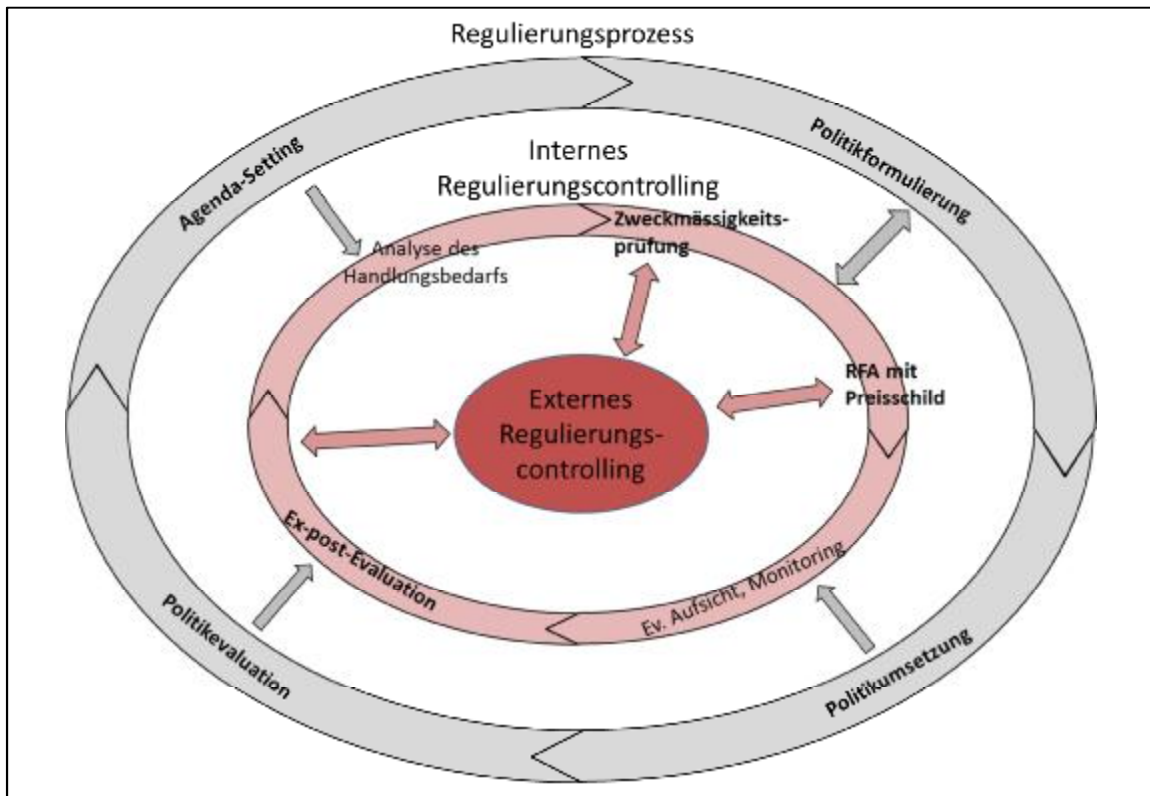 Regulierungsprozess
Agenda-Setting
Politikformulierung
Internes
Regulierungscontrolling
Zweckmässigkeits-
prüfung
Analyse des
Handlungsbedarfs
RFA mit
Preisschild
Externes
Regulierungs-
controlling
Ex-post-Evaluation
Ev. Aufsicht, Monitoring
Politikevaluation
Politikumsetzung